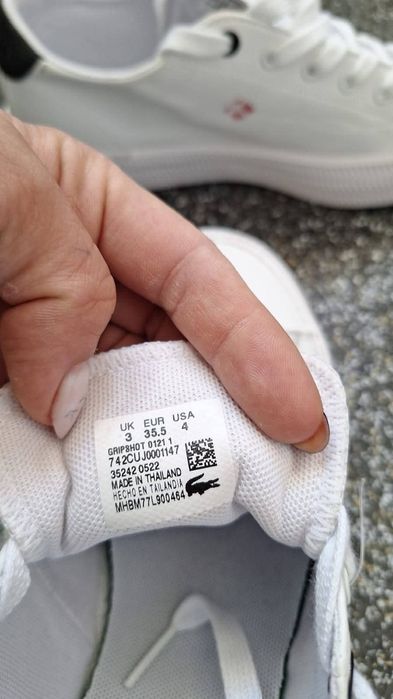 UK EUR USA
3 35.5 4
GRIPSHOT 0121 1
742CUJ0001147
35242 0522
MADE IN THAILAND
HECHO EN TAILANDIA
MHBM77L900464